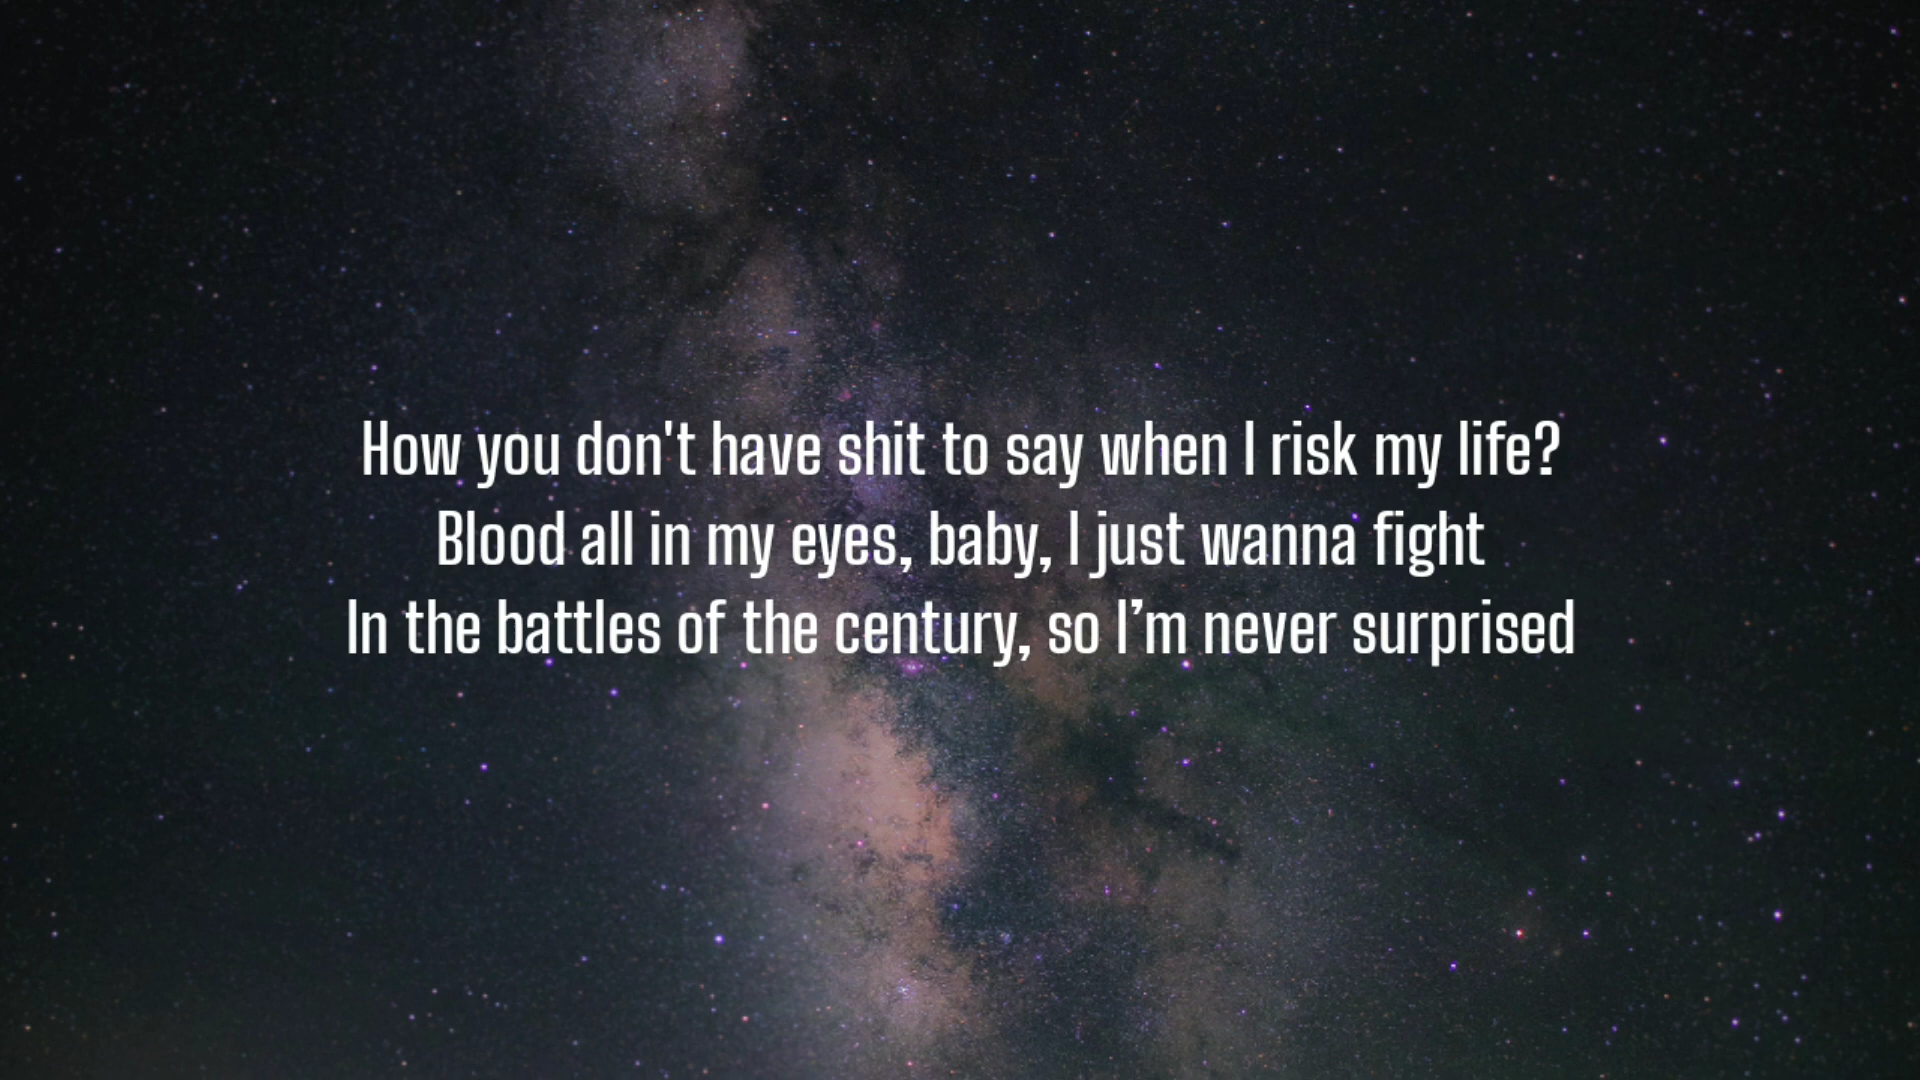 How you don't have shit to say when I risk my life?
Blood all in my eyes, baby, I just wanna fight
In the battles of the century, so I’m never surprised